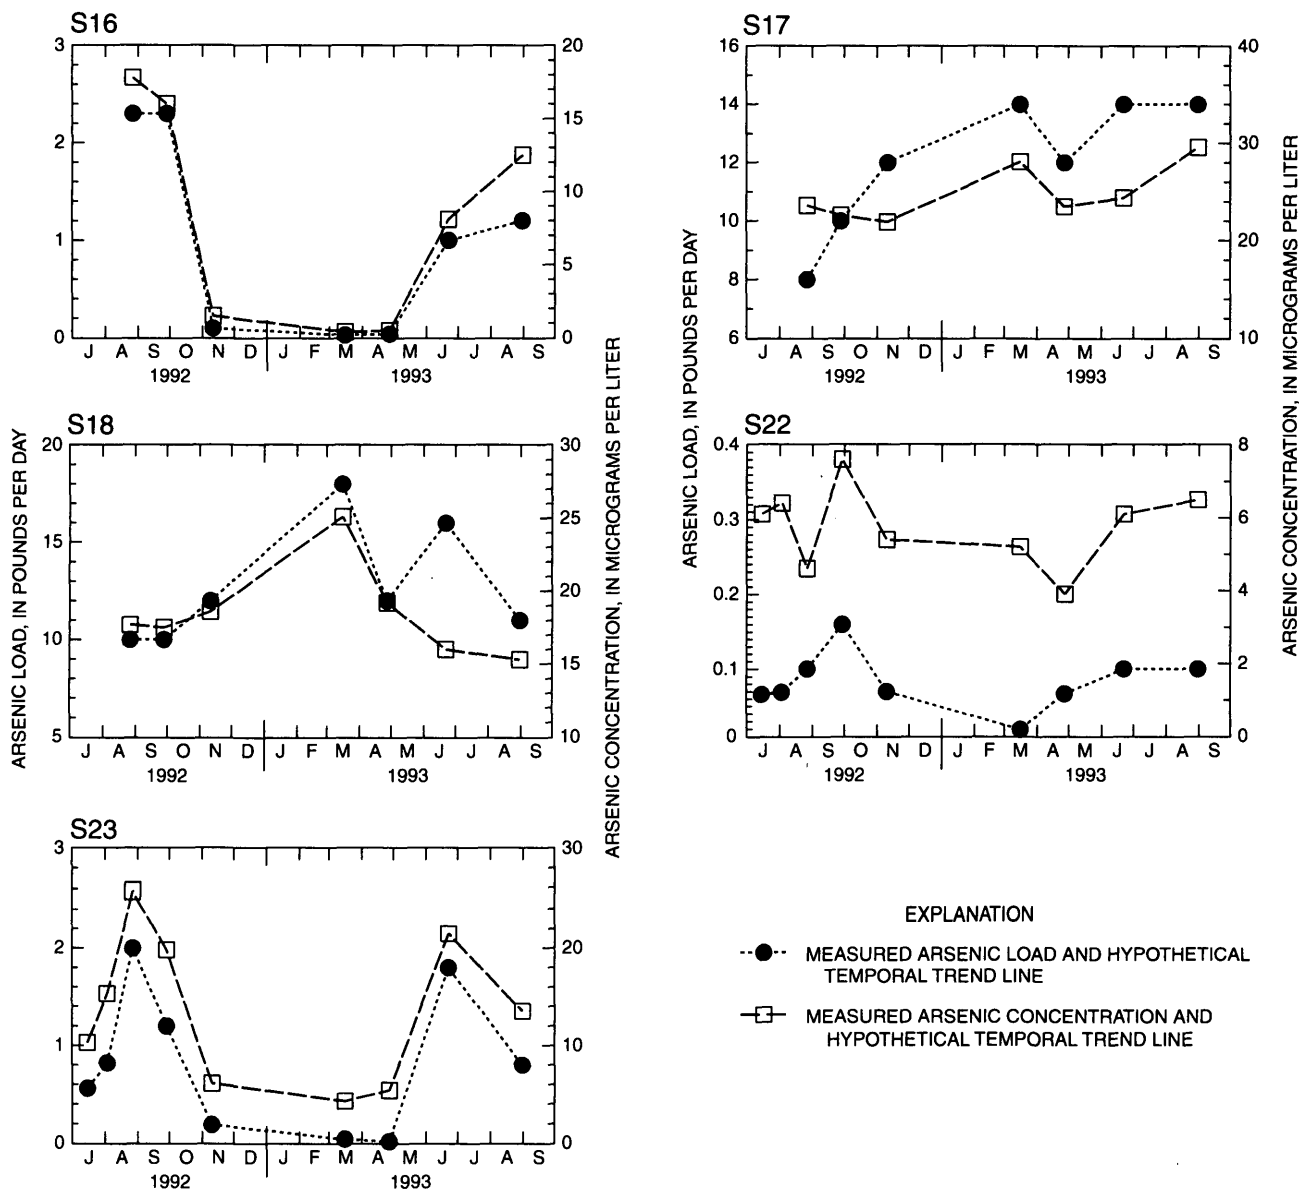 S16
3
2
1
0
20
15
10
5
0
J A S O N D J F M A M J J A S
1992 1993
S17
16
14
12
10
8
6
40
30
20
10
J A S O N D J F M A M J J A S
1992 1993
S18
20
15
10
5
30
25
20
15
10
J A S O N D J F M A M J J A S
1992 1993
S22
0.4
0.3
0.2
0.1
0
8
6
4
2
0
J A S O N D J F M A M J J A S
1992 1993
S23
3
2
1
0
30
20
10
0
J A S O N D J F M A M J J A S
1992 1993
ARSENIC LOAD, IN POUNDS PER DAY
ARSENIC CONCENTRATION, IN MICROGRAMS PER LITER
ARSENIC LOAD, IN POUNDS PER DAY
ARSENIC CONCENTRATION, IN MICROGRAMS PER LITER
EXPLANATION
MEASURED ARSENIC LOAD AND HYPOTHETICAL
TEMPORAL TREND LINE
MEASURED ARSENIC CONCENTRATION AND
HYPOTHETICAL TEMPORAL TREND LINE